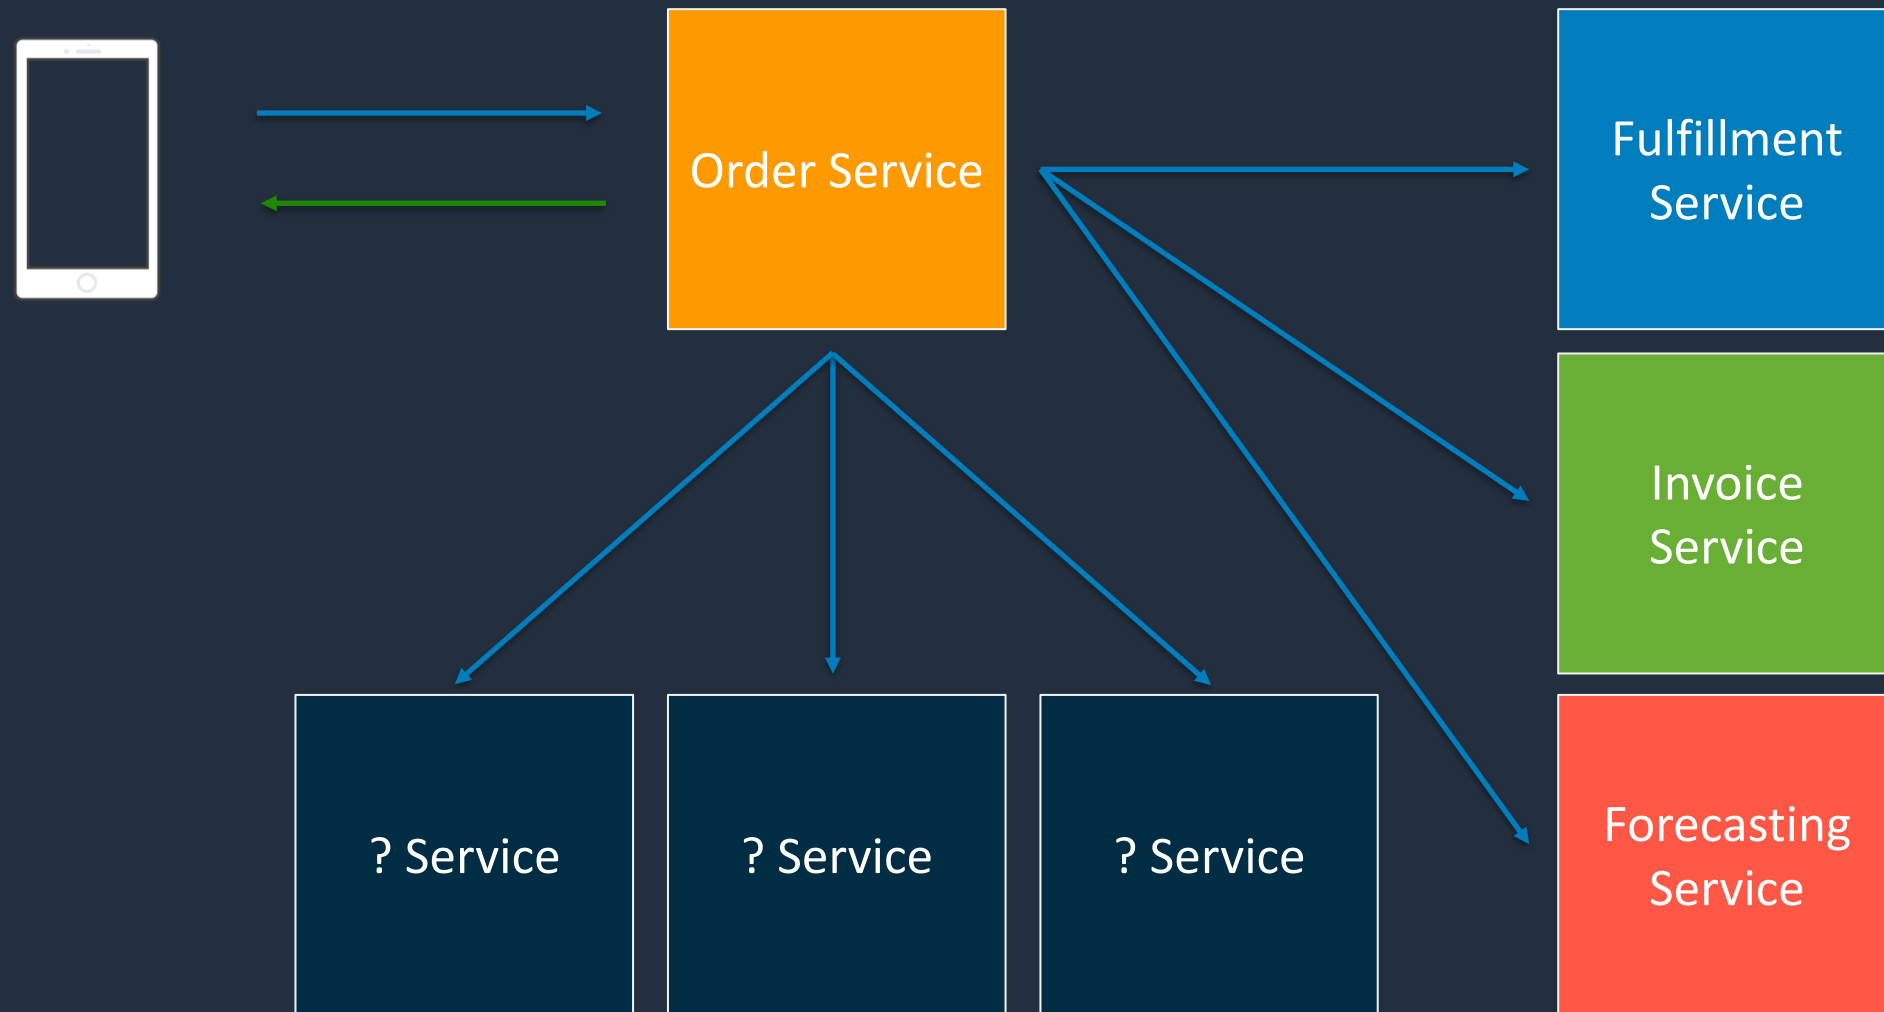 Order Service
Fulfillment
Service
Invoice
Service
Forecasting
Service
? Service
? Service
? Service